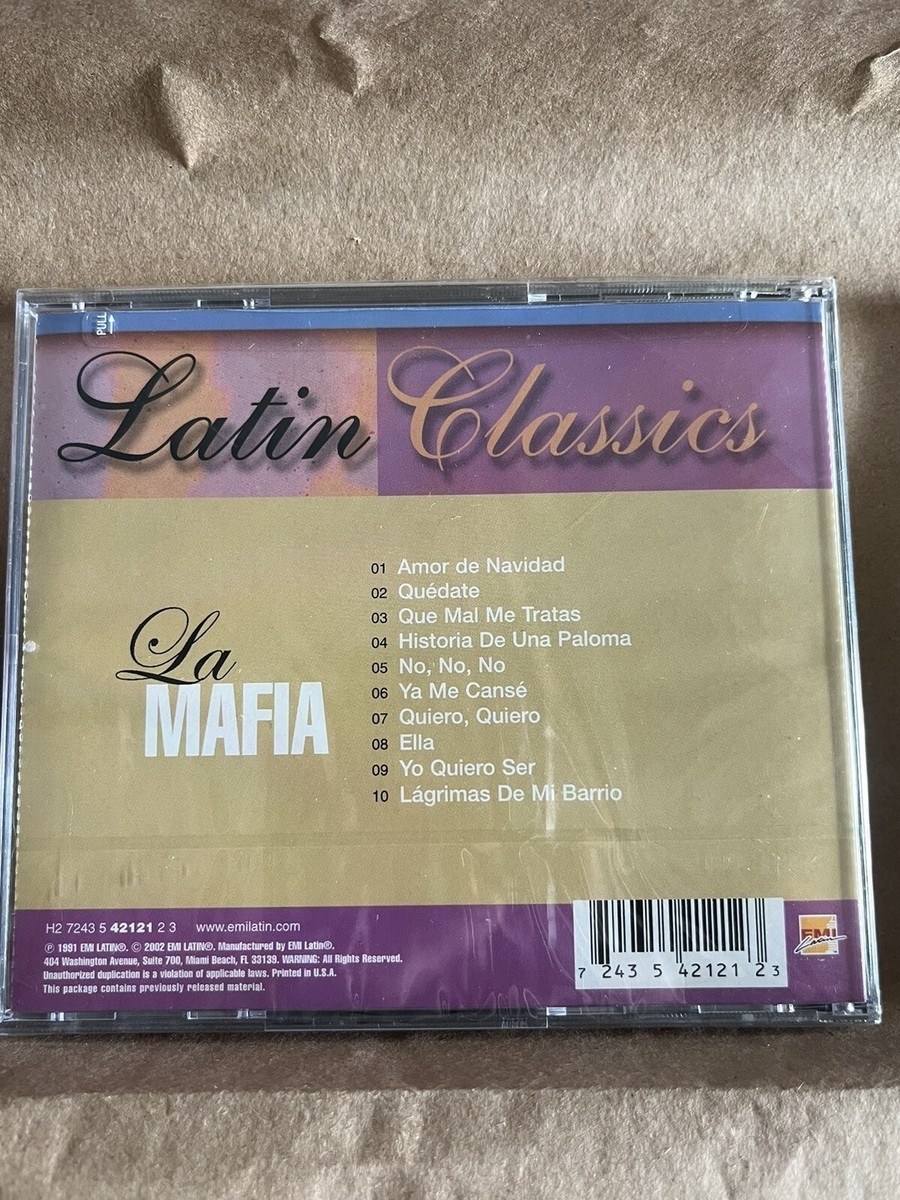 PULL
Latin Classics
La
MAFIA
01 Amor de Navidad
02 Quédate
03 Que Mal Me Tratas
04 Historia De Una Paloma
05 No, No, No
06 Ya Me Cansé
07 Quiero, Quiero
08 Ella
09 Yo Quiero Ser
10 Lágrimas De Mi Barrio
H2 7243 5 42121 2 3 www.emilatin.com
℗ 1991 EMI LATIN®. © 2002 EMI LATIN®. Manufactured by EMI Latin®.
404 Washington Avenue, Suite 700, Miami Beach, FL 33139. WARNING: All Rights Reserved.
Unauthorized duplication is a violation of applicable laws. Printed in U.S.A.
This package contains previously released material.
7 243 5 42121 2 3
EMI
Latin